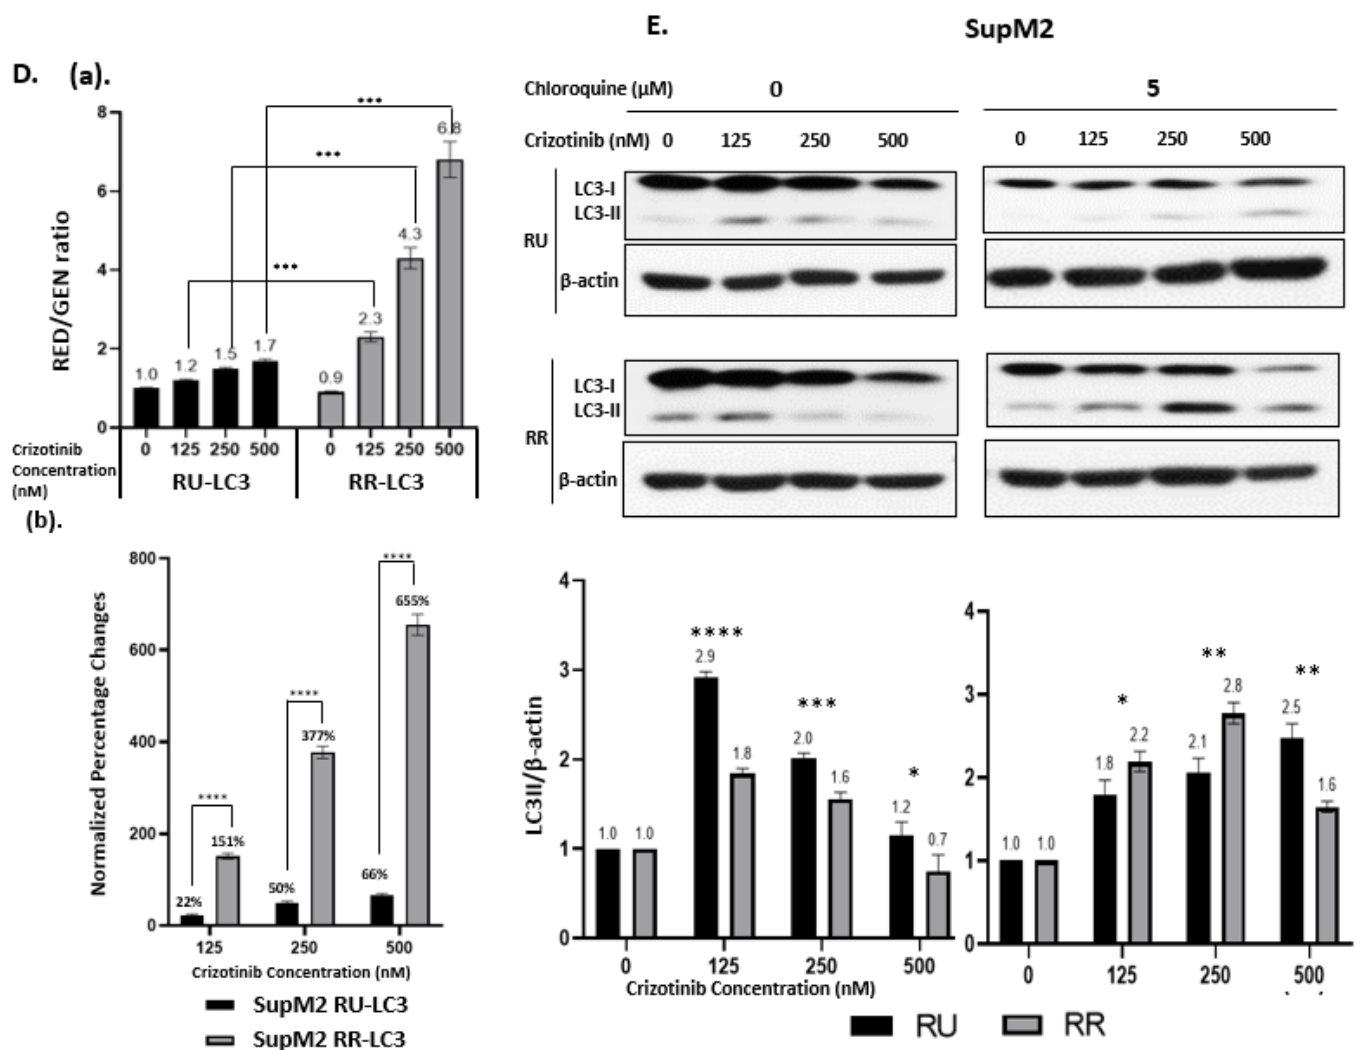 E.
SupM2
D. (a).
***
***
***
8
6
4
2
0
RED/GEN ratio
1.0
1.2
1.5
1.7
0.9
2.3
4.3
6.8
Crizotinib
Concentration
(nM)
0 125 250 500 0 125 250 500
RU-LC3 RR-LC3
Chloroquine (μM) 0 5
Crizotinib (nM) 0 125 250 500 0 125 250 500
RU
LC3-I
LC3-II
β-actin
RR
LC3-I
LC3-II
β-actin
(b).
800
600
400
200
0
Normalized Percentage Changes
****
****
****
22%
151%
50%
377%
66%
655%
125 250 500
Crizotinib Concentration (nM)
SupM2 RU-LC3
SupM2 RR-LC3
4
3
2
1
0
LC3II/β-actin
****
***
*
1.0 1.0 2.9 1.8 2.0 1.6 1.2 0.7
0 125 250 500
Crizotinib Concentration (nM)
4
3
2
1
0
*
**
**
1.0 1.0 1.8 2.2 2.1 2.8 2.5 1.6
0 125 250 500
RU RR